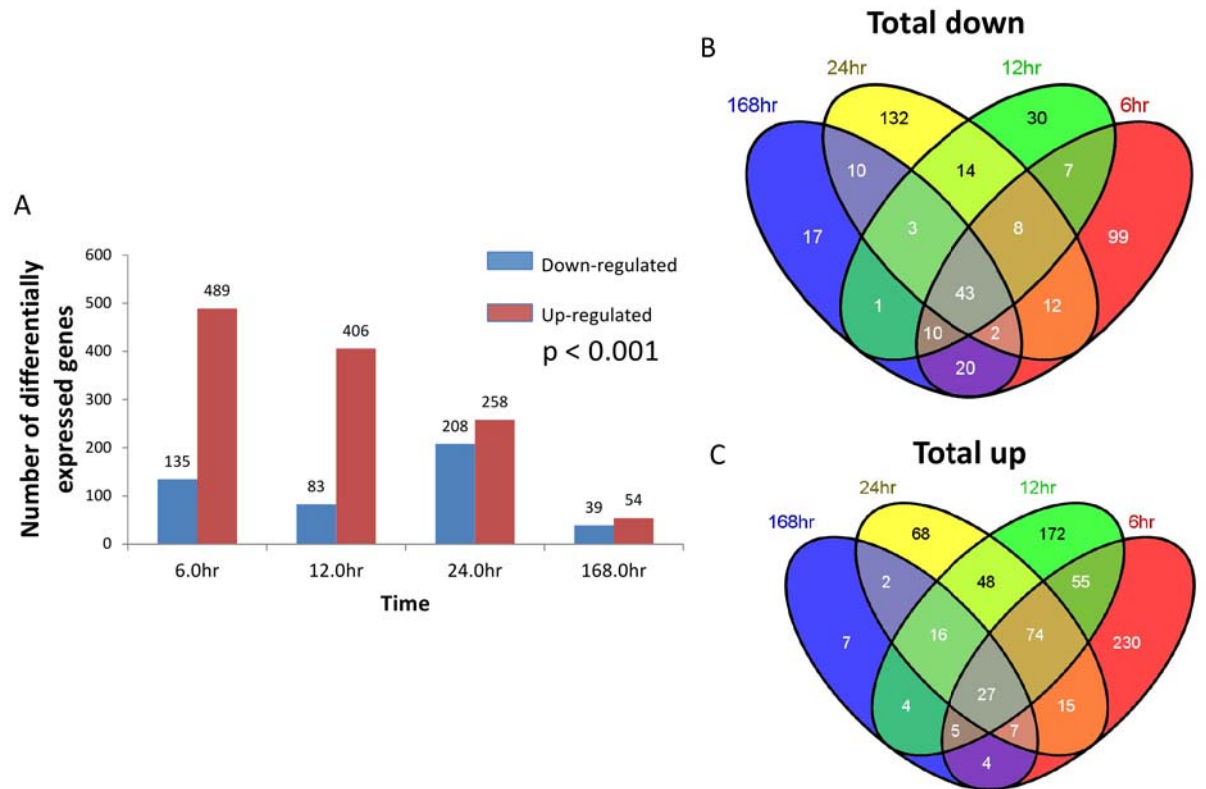 A
Number of differentially
expressed genes
600
500
400
300
200
100
0
489
406
258
208
135
83
39
54
Down-regulated
Up-regulated
p < 0.001
6.0hr
12.0hr
24.0hr
168.0hr
Time
B
Total down
24hr
12hr
168hr
6hr
132
30
10
14
7
17
3
8
99
1
43
12
10
2
20
C
Total up
24hr
12hr
168hr
6hr
68
172
2
48
55
7
16
74
230
27
4
15
5
7
4